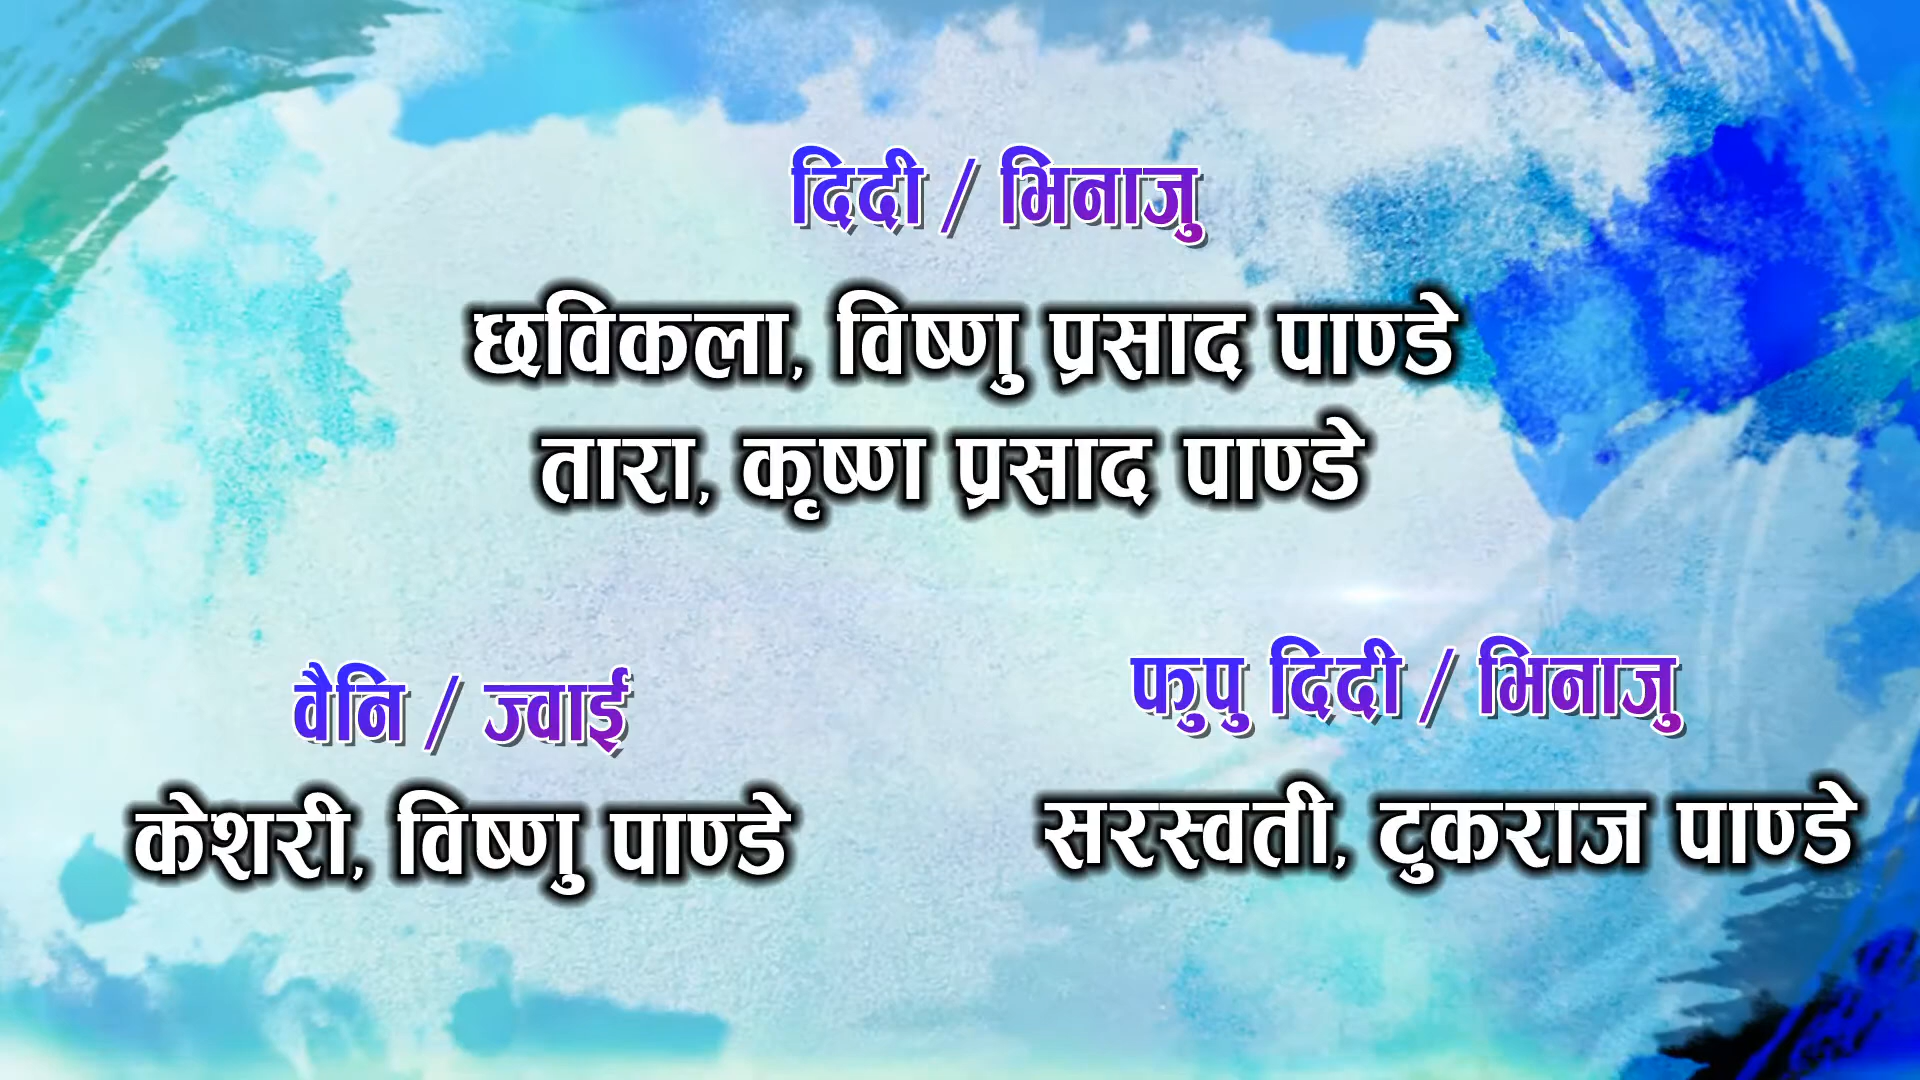 दिदी / भिनाजु
छविकला, विष्णु प्रसाद पाण्डे
तारा, कृष्ण प्रसाद पाण्डे
वैनि / ज्वाई
केशरी, विष्णु पाण्डे
फुपु दिदी / भिनाजु
सरस्वती, टुकराज पाण्डे